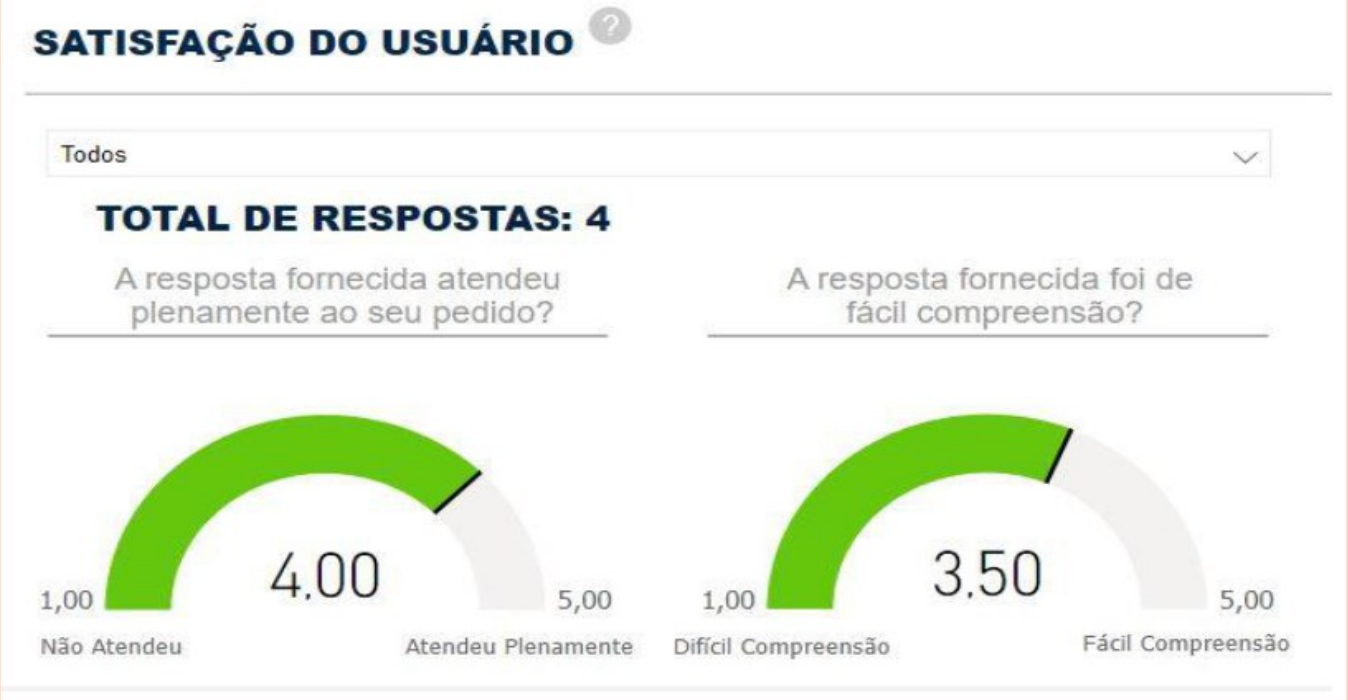 SATISFAÇÃO DO USUÁRIO ?
Todos
TOTAL DE RESPOSTAS: 4
A resposta fornecida atendeu
plenamente ao seu pedido?
4,00
1,00
5,00
Não Atendeu
Atendeu Plenamente
A resposta fornecida foi de
fácil compreensão?
3,50
1,00
5,00
Difícil Compreensão
Fácil Compreensão